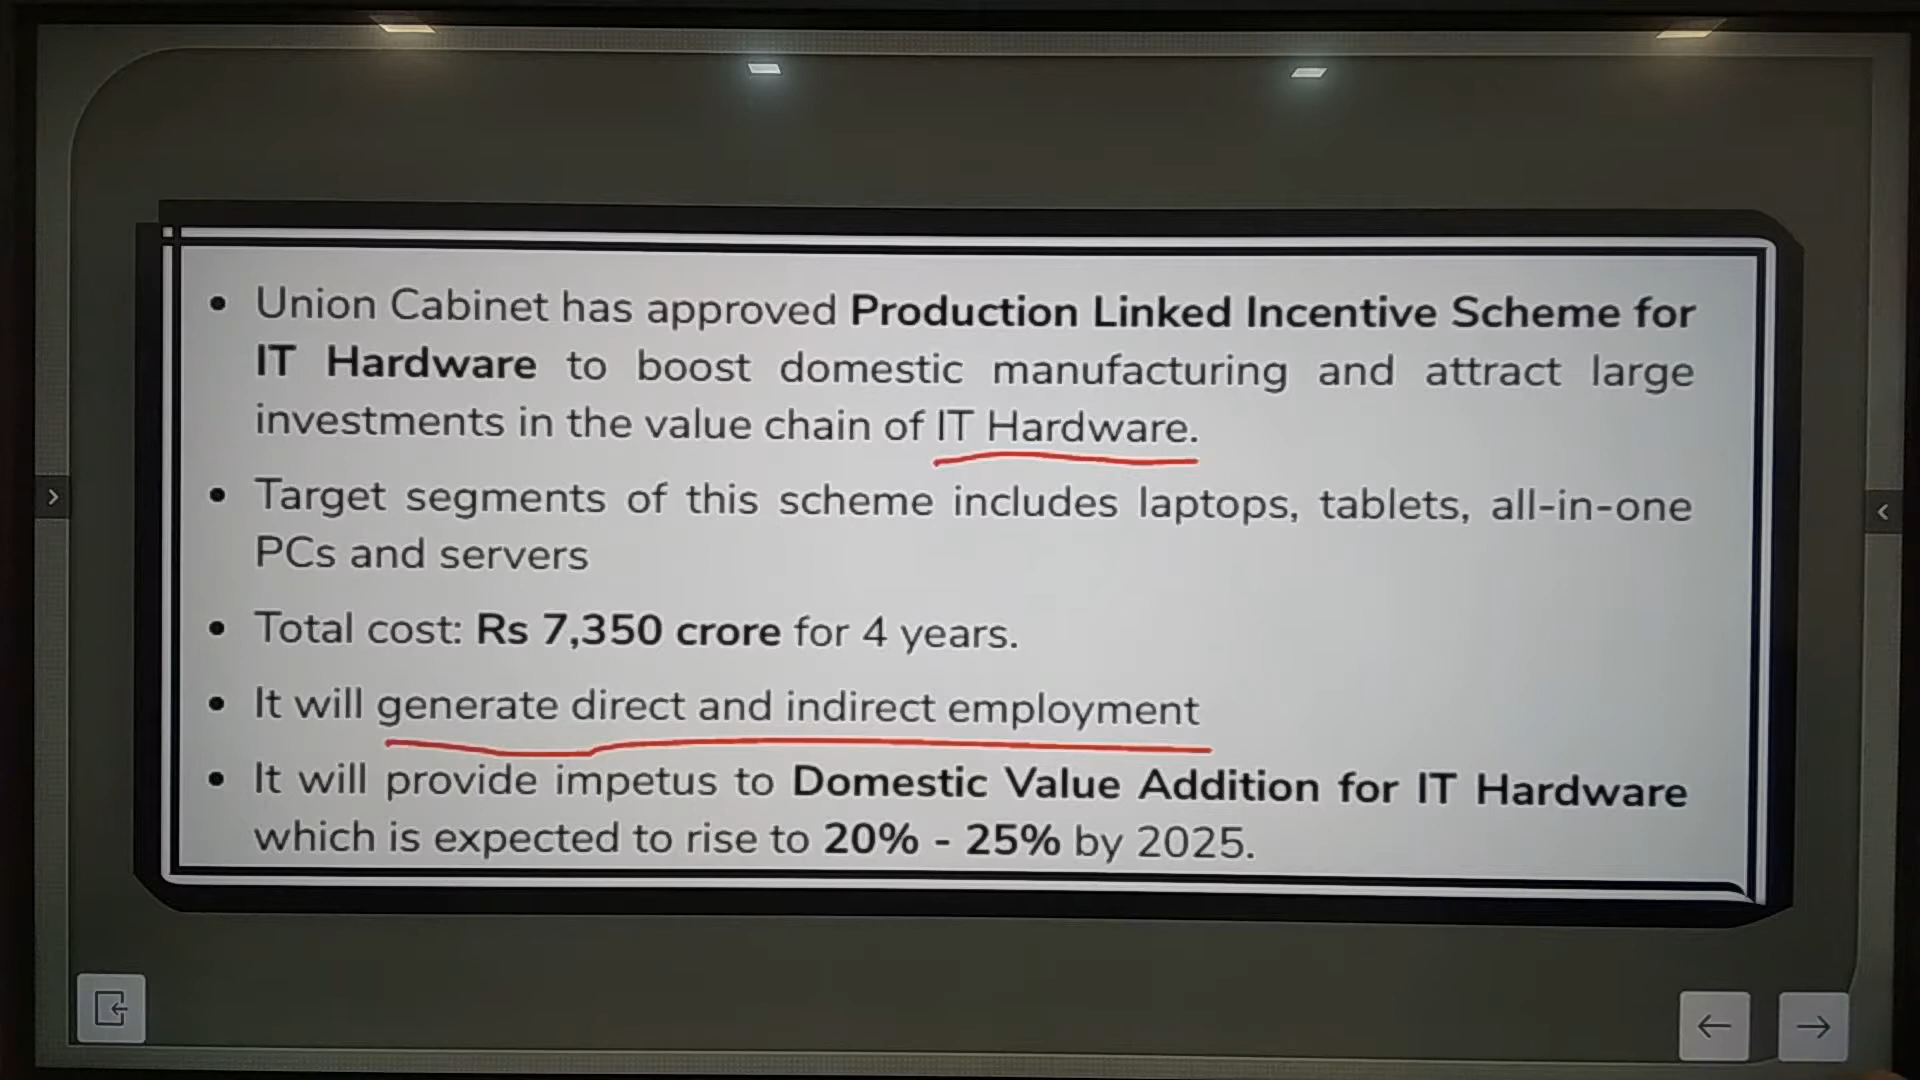 • Union Cabinet has approved Production Linked Incentive Scheme for
IT Hardware to boost domestic manufacturing and attract large
investments in the value chain of IT Hardware.
• Target segments of this scheme includes laptops, tablets, all-in-one
PCs and servers
• Total cost: Rs 7,350 crore for 4 years.
• It will generate direct and indirect employment
• It will provide impetus to Domestic Value Addition for IT Hardware
which is expected to rise to 20% - 25% by 2025.